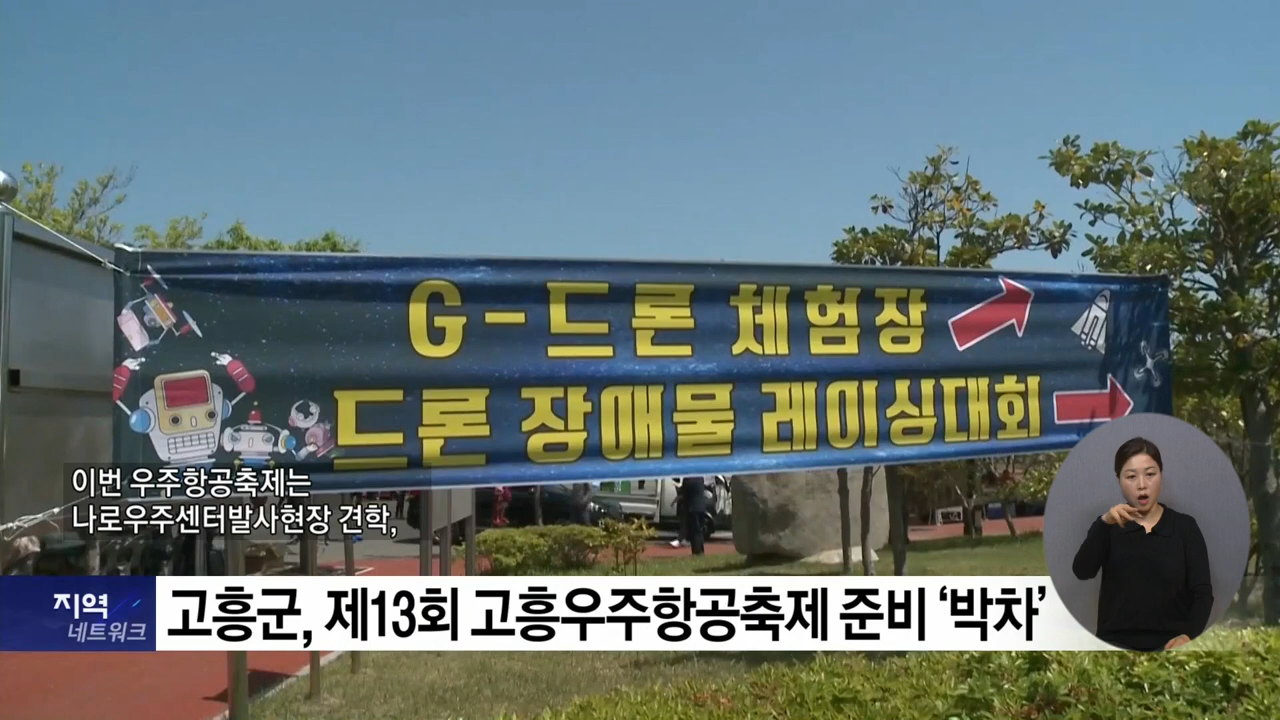 G-드론 체험장
드론 장애물 레이싱대회
이번 우주항공축제는
나로우주센터발사현장 견학,
지역
네트워크
고흥군, 제13회 고흥우주항공축제 준비 ‘박차’